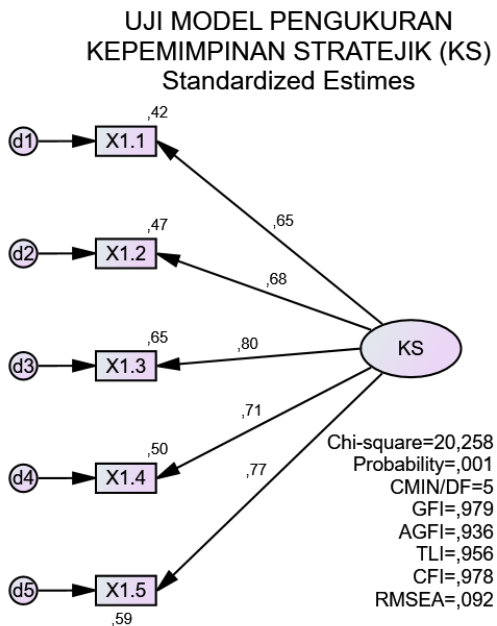 UJI MODEL PENGUKURAN
KEPEMIMPINAN STRATEJIK (KS)
Standardized Estimes
,42
d1
X1.1
,65
,47
d2
X1.2
,68
,65
d3
X1.3
,80
KS
,71
,50
d4
X1.4
,77
d5
X1.5
,59
Chi-square=20,258
Probability=,001
CMIN/DF=5
GFI=,979
AGFI=,936
TLI=,956
CFI=,978
RMSEA=,092